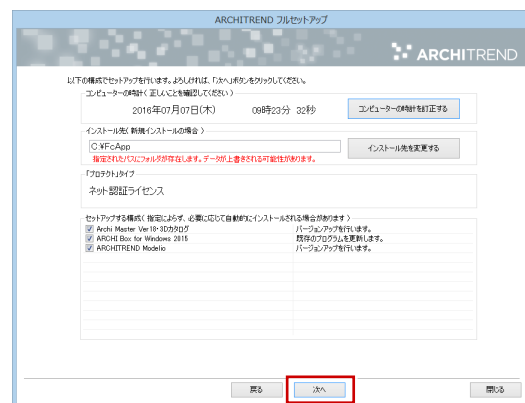 ARCHITREND フルセットアップ
ARCHITREND
以下の構成でセットアップを行います。よろしければ、「次へ」ボタンをクリックしてください。
コンピューターの時計( 正しいことを確認してください )
2016年07月07日(木) 09時23分 32秒 コンピューターの時計を訂正する
インストール先( 新規インストールの場合 )
C:¥FcApp インストール先を変更する
指定されたパスにフォルダが存在します。データが上書きされる可能性があります。
「プロテクト」タイプ
ネット認証ライセンス
セットアップする構成( 指定によらず、必要に応じて自動的にインストールされる場合があります )
Archi Master Ver18・3Dカタログ バージョンアップを行います。
ARCHI Box for Windows 2015 既存のプログラムを更新します。
ARCHITREND Modelio バージョンアップを行います。
戻る 次へ 閉じる